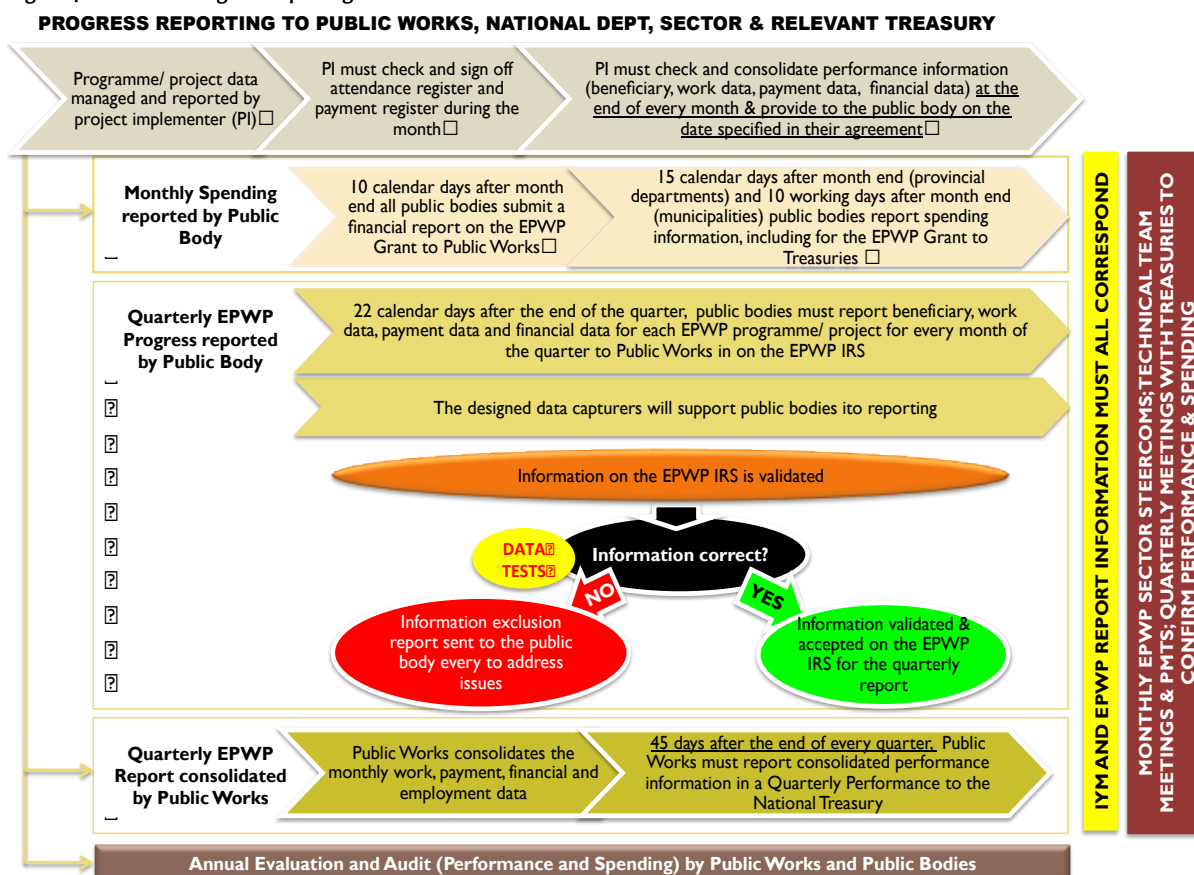 PROGRESS REPORTING TO PUBLIC WORKS, NATIONAL DEPT, SECTOR & RELEVANT TREASURY
Programme/ project data
managed and reported by
project implementer (PI)
PI must check and sign off
attendance register and
payment register during the
month
PI must check and consolidate performance information
(beneficiary, work data, payment data, financial data) at the
end of every month & provide to the public body on the
date specified in their agreement
Monthly Spending
reported by Public
Body
10 calendar days after month
end all public bodies submit a
financial report on the EPWP
Grant to Public Works
15 calendar days after month end (provincial
departments) and 10 working days after month end
(municipalities) public bodies report spending
information, including for the EPWP Grant to
Treasuries
Quarterly EPWP
Progress reported
by Public Body
22 calendar days after the end of the quarter, public bodies must report beneficiary, work
data, payment data and financial data for each EPWP programme/ project for every month of
the quarter to Public Works in on the EPWP IRS
The designed data capturers will support public bodies ito reporting
Information on the EPWP IRS is validated
DATA
TESTS
Information correct?
NO
YES
Information exclusion
report sent to the public
body every to address
issues
Information validated &
accepted on the EPWP
IRS for the quarterly
report
Quarterly EPWP
Report consolidated
by Public Works
Public Works consolidates the
monthly work, payment, financial and
employment data
45 days after the end of every quarter, Public
Works must report consolidated performance
information in a Quarterly Performance to the
National Treasury
Annual Evaluation and Audit (Performance and Spending) by Public Works and Public Bodies
IYM AND EPWP REPORT INFORMATION MUST ALL CORRESPOND
MONTHLY EPWP SECTOR STEERCOMS; TECHNICAL TEAM
MEETINGS & PMTS; QUARTERLY MEETINGS WITH TREASURIES TO
CONFIRM PERFORMANCE & SPENDING